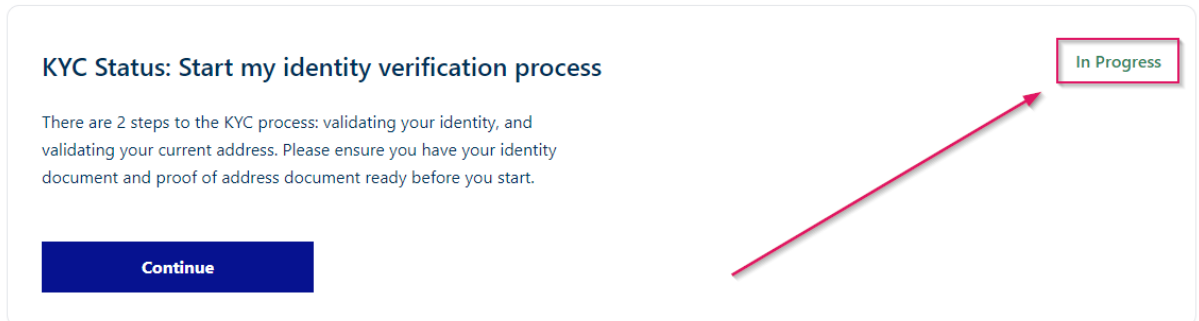 KYC Status: Start my identity verification process
In Progress
There are 2 steps to the KYC process: validating your identity, and
validating your current address. Please ensure you have your identity
document and proof of address document ready before you start.
Continue